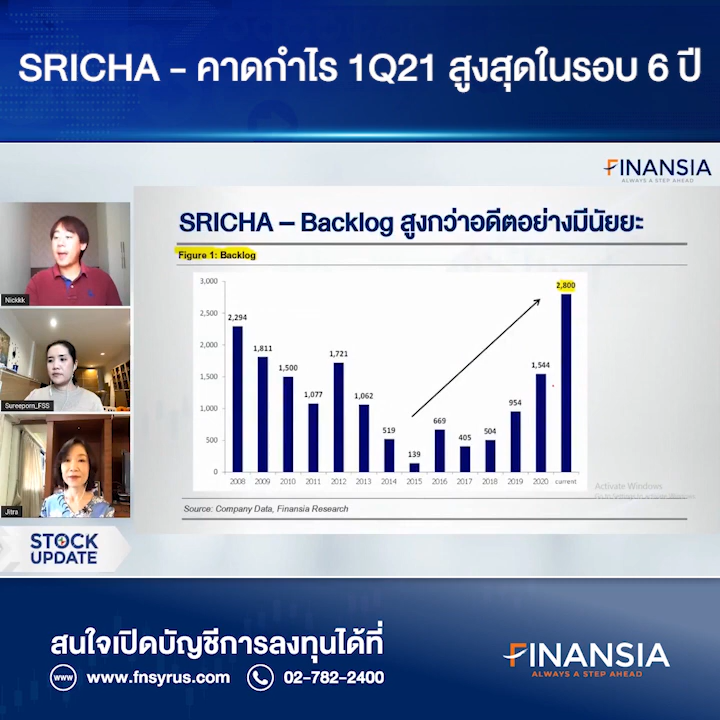 SRICHA - คาดกำไร 1Q21 สูงสุดในรอบ 6 ปี
FINANSIA
ALWAYS A STEP AHEAD
SRICHA – Backlog สูงกว่าอดีตอย่างมีนัยยะ
Figure 1: Backlog
3,000
2,500
2,000
1,500
1,000
500
0
2,294
1,811
1,500
1,077
1,721
1,062
519
139
669
405
504
954
1,544
2,800
2008 2009 2010 2011 2012 2013 2014 2015 2016 2017 2018 2019 2020 current
Activate Windows
Go to Settings to activate Windows.
Source: Company Data, Finansia Research
Nickkk
Sureeporn_FSS
Jitra
STOCK
UPDATE
สนใจเปิดบัญชีการลงทุนได้ที่
www www.fnsyrus.com 02-782-2400
FINANSIA
ALWAYS A STEP AHEAD